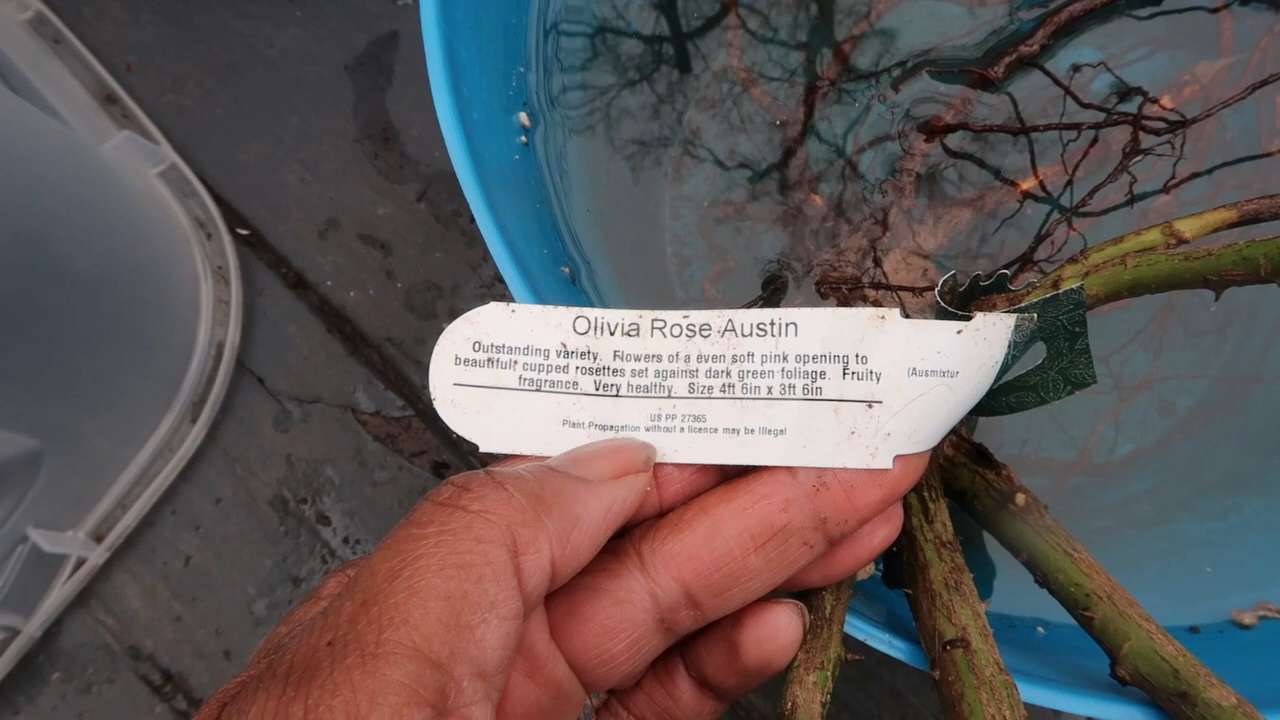 Olivia Rose Austin
Outstanding variety. Flowers of a even soft pink opening to
beautifult cupped rosettes set against dark green foliage. Fruity
fragrance. Very healthy. Size 4ft 6in x 3ft 6in
(Ausmixtur
US PP 27365
Plant Propagation without a licence may be Illegal